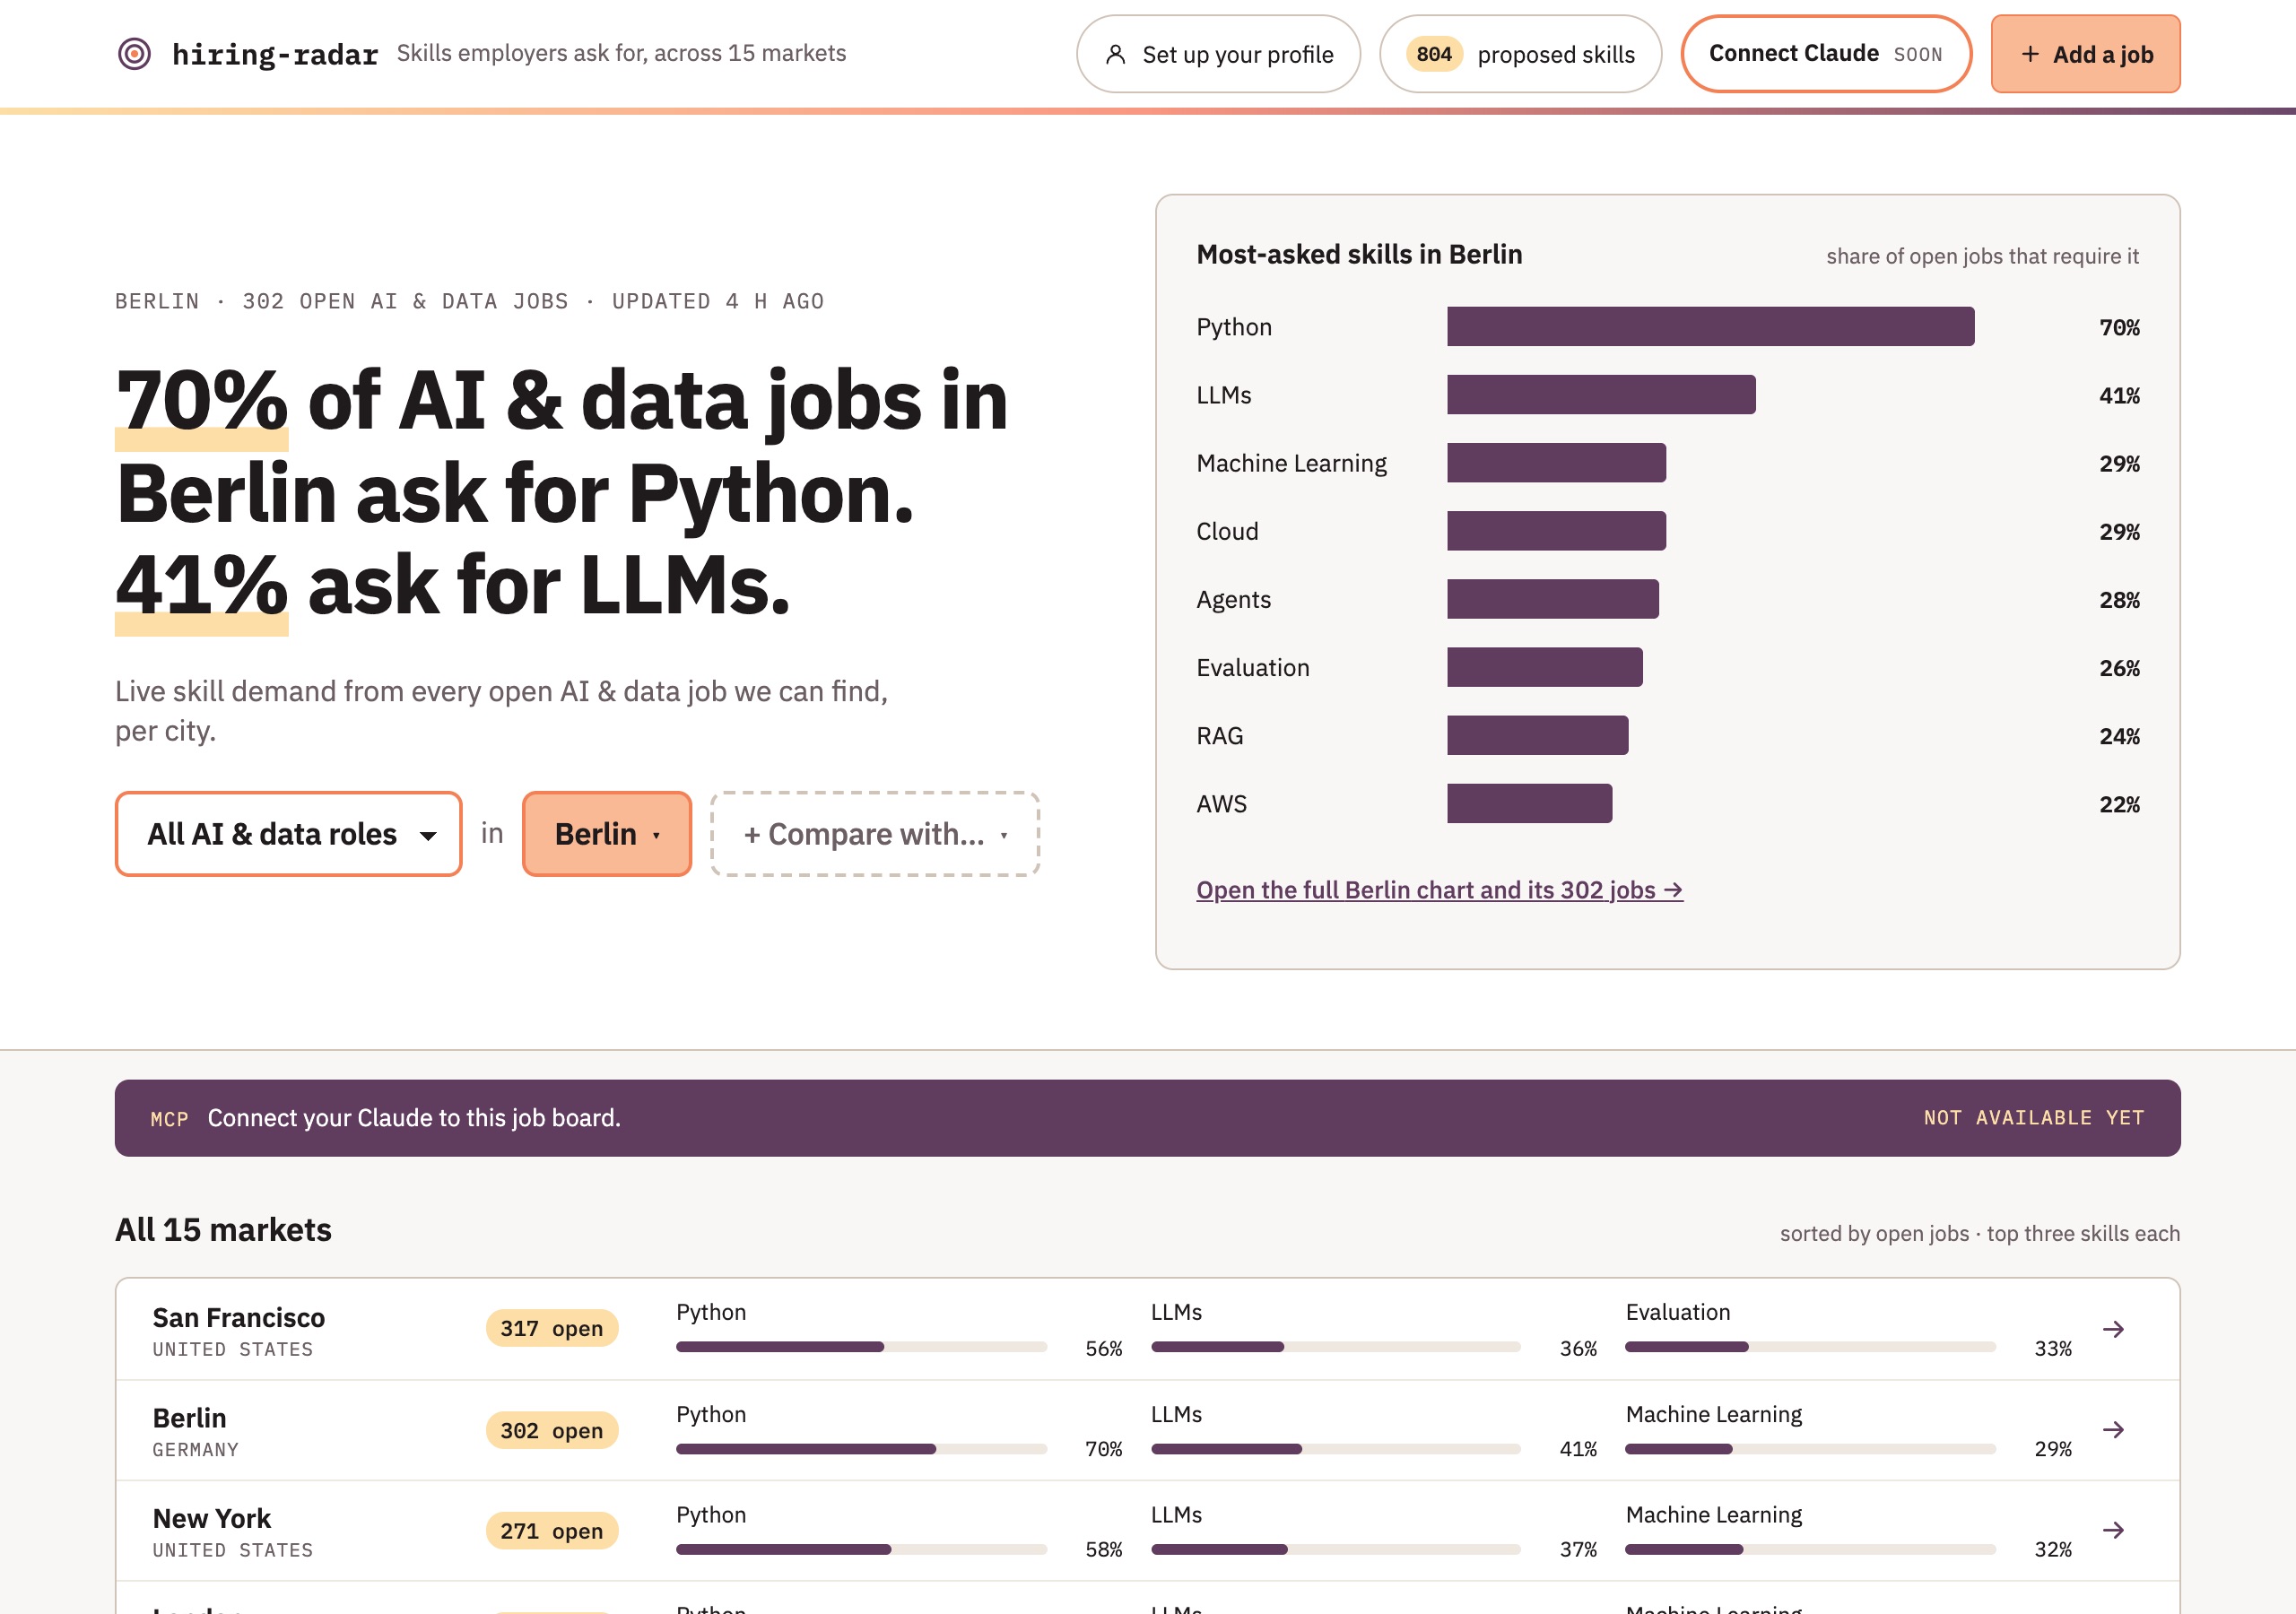 hiring-radar Skills employers ask for, across 15 markets
Set up your profile
804 proposed skills
Connect Claude SOON
+ Add a job
BERLIN · 302 OPEN AI & DATA JOBS · UPDATED 4 H AGO
70% of AI & data jobs in
Berlin ask for Python.
41% ask for LLMs.
Live skill demand from every open AI & data job we can find,
per city.
All AI & data roles in Berlin + Compare with...
Most-asked skills in Berlin share of open jobs that require it
Python 70%
LLMs 41%
Machine Learning 29%
Cloud 29%
Agents 28%
Evaluation 26%
RAG 24%
AWS 22%
Open the full Berlin chart and its 302 jobs →
MCP Connect your Claude to this job board. NOT AVAILABLE YET
All 15 markets sorted by open jobs · top three skills each
San Francisco
UNITED STATES
317 open
Python 56%
LLMs 36%
Evaluation 33%
Berlin
GERMANY
302 open
Python 70%
LLMs 41%
Machine Learning 29%
New York
UNITED STATES
271 open
Python 58%
LLMs 37%
Machine Learning 32%